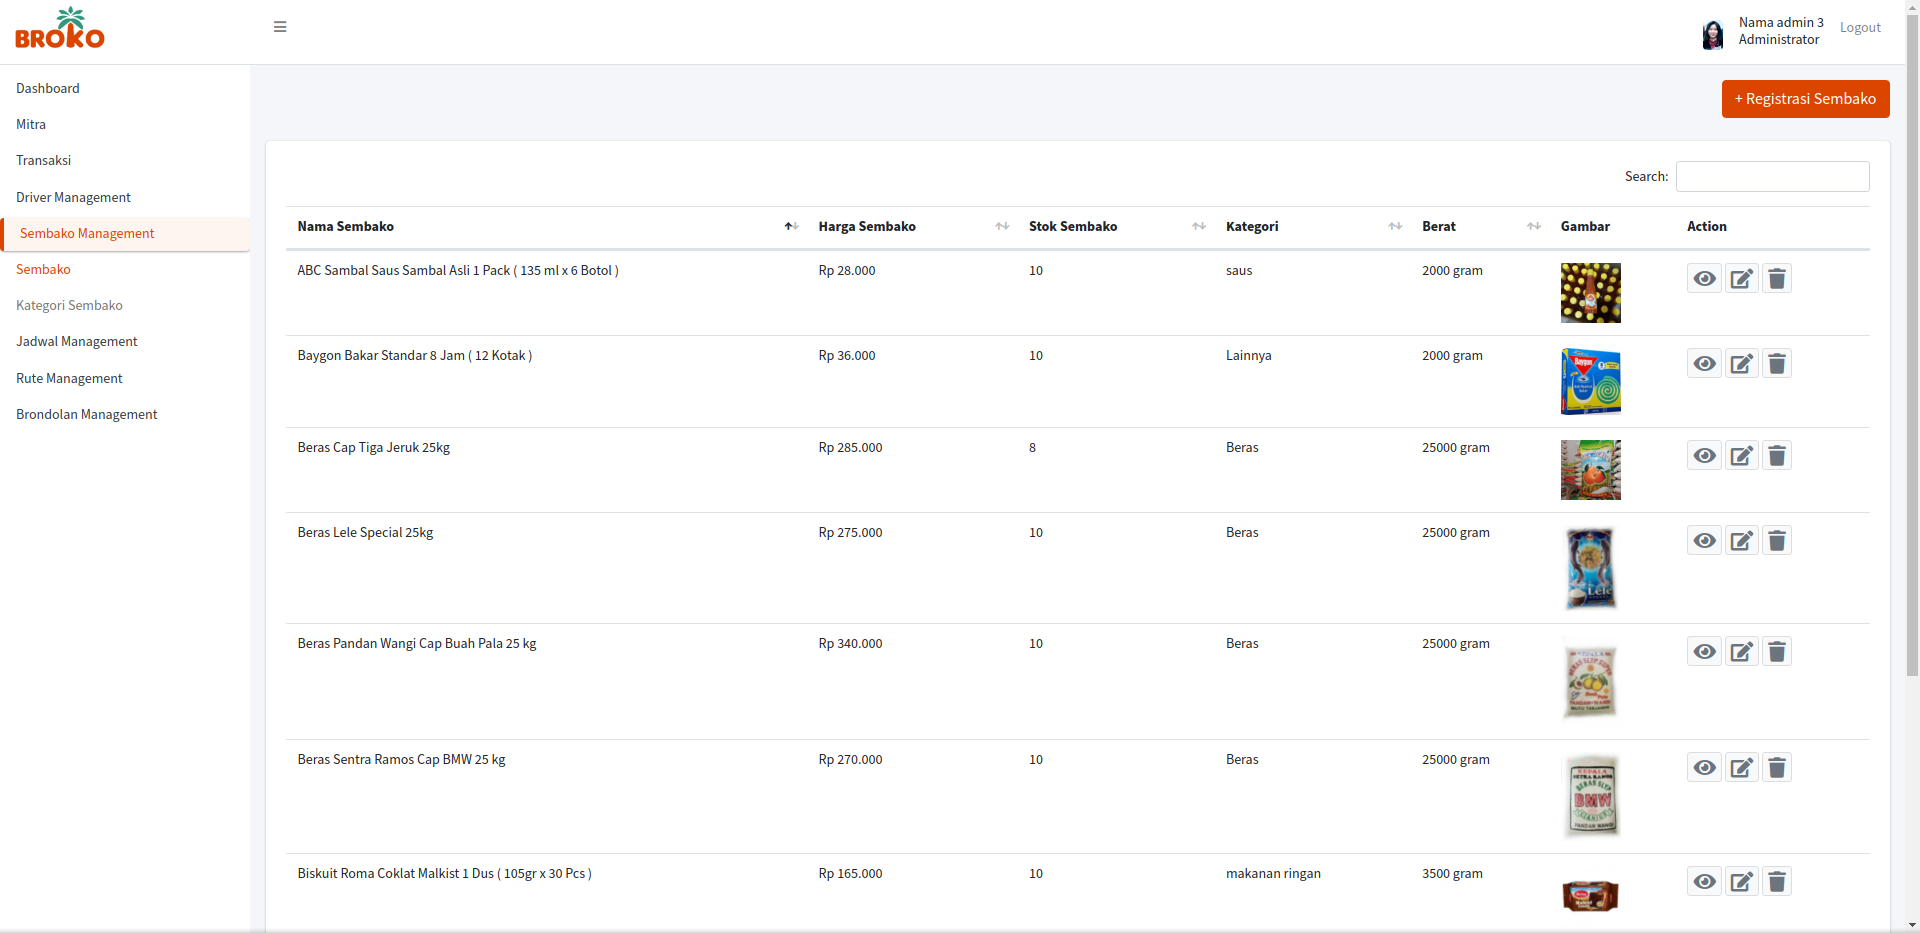 BROKO
Nama admin 3
Administrator
Logout
Dashboard
Mitra
Transaksi
Driver Management
Sembako Management
Sembako
Kategori Sembako
Jadwal Management
Rute Management
Brondolan Management
+ Registrasi Sembako
Search:
Nama Sembako Harga Sembako Stok Sembako Kategori Berat Gambar Action
ABC Sambal Saus Sambal Asli 1 Pack ( 135 ml x 6 Botol ) Rp 28.000 10 saus 2000 gram
Baygon Bakar Standar 8 Jam ( 12 Kotak ) Rp 36.000 10 Lainnya 2000 gram
Baygon
Beras Cap Tiga Jeruk 25kg Rp 285.000 8 Beras 25000 gram
Beras Lele Special 25kg Rp 275.000 10 Beras 25000 gram
Lele
Beras Pandan Wangi Cap Buah Pala 25 kg Rp 340.000 10 Beras 25000 gram
Beras Sentra Ramos Cap BMW 25 kg Rp 270.000 10 Beras 25000 gram
BMW
Biskuit Roma Coklat Malkist 1 Dus ( 105gr x 30 Pcs ) Rp 165.000 10 makanan ringan 3500 gram